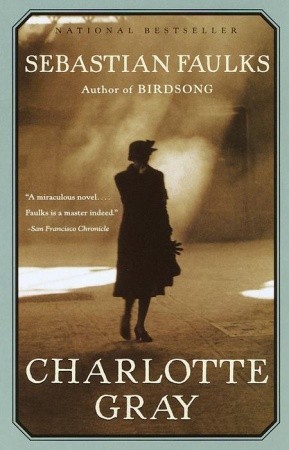 NATIONAL BESTSELLER
SEBASTIAN FAULKS
Author of BIRDSONG
“A miraculous novel. . . .
Faulks is a master indeed.”
–San Francisco Chronicle
CHARLOTTE
GRAY